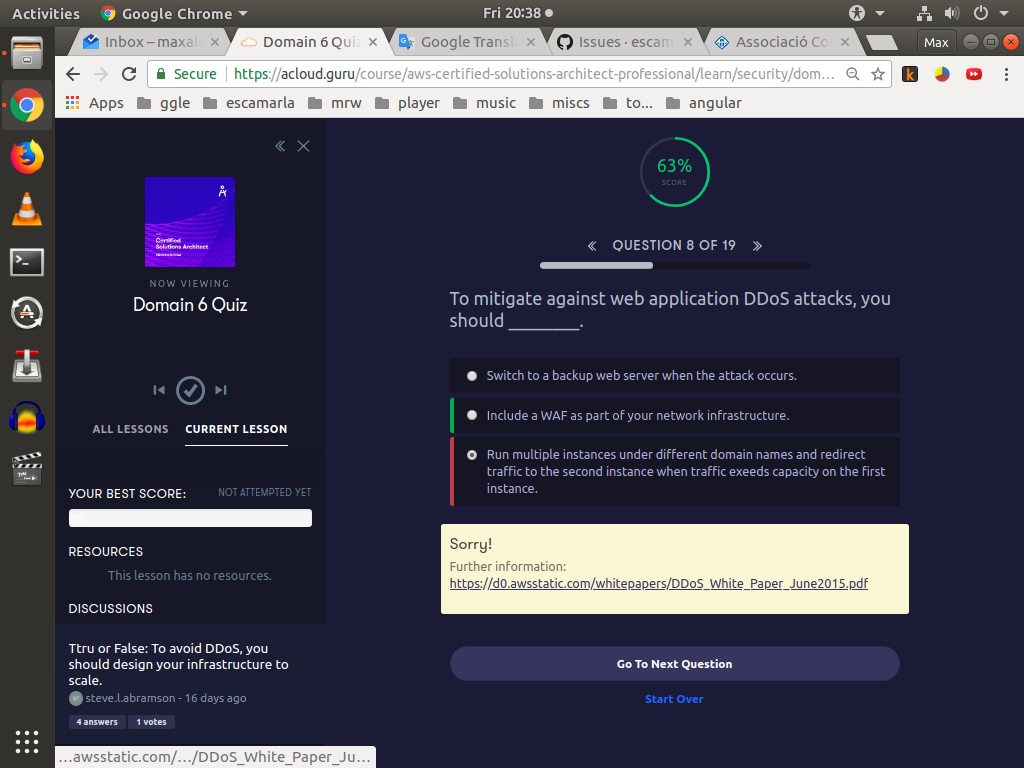 Activities
Google Chrome
Fri 20:38
Inbox – maxal
Domain 6 Quiz
Google Transl
Issues · escam
Associació Co
Max
Secure
https://acloud.guru/course/aws-certified-solutions-architect-professional/learn/security/dom…
Apps
ggle
escamarla
mrw
player
music
miscs
to...
angular
NOW VIEWING
Domain 6 Quiz
ALL LESSONS
CURRENT LESSON
YOUR BEST SCORE:
NOT ATTEMPTED YET
RESOURCES
This lesson has no resources.
DISCUSSIONS
Ttru or False: To avoid DDoS, you
should design your infrastructure to
scale.
steve.l.abramson - 16 days ago
4 answers
1 votes
63%
SCORE
QUESTION 8 OF 19
To mitigate against web application DDoS attacks, you
should ________.
Switch to a backup web server when the attack occurs.
Include a WAF as part of your network infrastructure.
Run multiple instances under different domain names and redirect
traffic to the second instance when traffic exeeds capacity on the first
instance.
Sorry!
Further information:
https://d0.awsstatic.com/whitepapers/DDoS_White_Paper_June2015.pdf
Go To Next Question
Start Over
…awsstatic.com/…/DDoS_White_Paper_Ju…
Certified
Solutions Architect